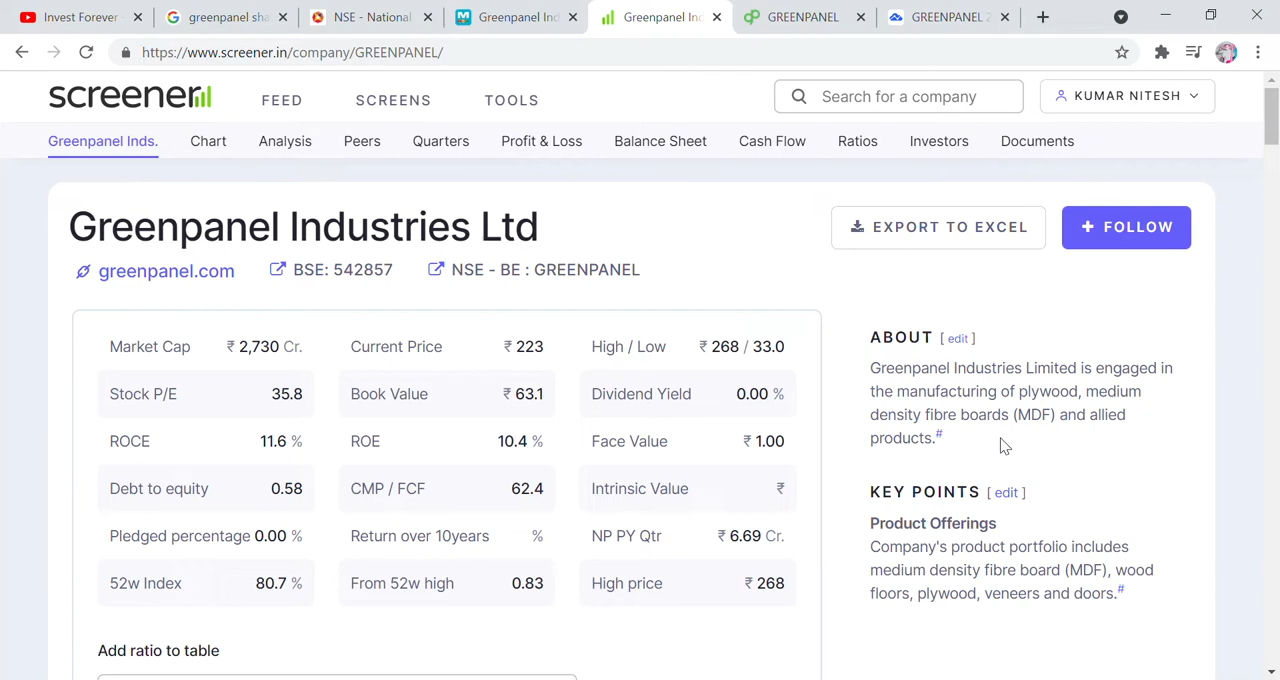 Invest Forever
greenpanel sha
NSE - National
Greenpanel Ind
Greenpanel Ind
GREENPANEL
GREENPANEL 2
https://www.screener.in/company/GREENPANEL/
screener
FEED
SCREENS
TOOLS
Search for a company
KUMAR NITESH
Greenpanel Inds.
Chart
Analysis
Peers
Quarters
Profit & Loss
Balance Sheet
Cash Flow
Ratios
Investors
Documents
Greenpanel Industries Ltd
EXPORT TO EXCEL
+ FOLLOW
greenpanel.com
BSE: 542857
NSE - BE : GREENPANEL
Market Cap ₹ 2,730 Cr.
Current Price ₹ 223
High / Low ₹ 268 / 33.0
Stock P/E 35.8
Book Value ₹ 63.1
Dividend Yield 0.00 %
ROCE 11.6 %
ROE 10.4 %
Face Value ₹ 1.00
Debt to equity 0.58
CMP / FCF 62.4
Intrinsic Value ₹
Pledged percentage 0.00 %
Return over 10years %
NP PY Qtr ₹ 6.69 Cr.
52w Index 80.7 %
From 52w high 0.83
High price ₹ 268
Add ratio to table
ABOUT [ edit ]
Greenpanel Industries Limited is engaged in
the manufacturing of plywood, medium
density fibre boards (MDF) and allied
products.#
KEY POINTS [ edit ]
Product Offerings
Company's product portfolio includes
medium density fibre board (MDF), wood
floors, plywood, veneers and doors.#